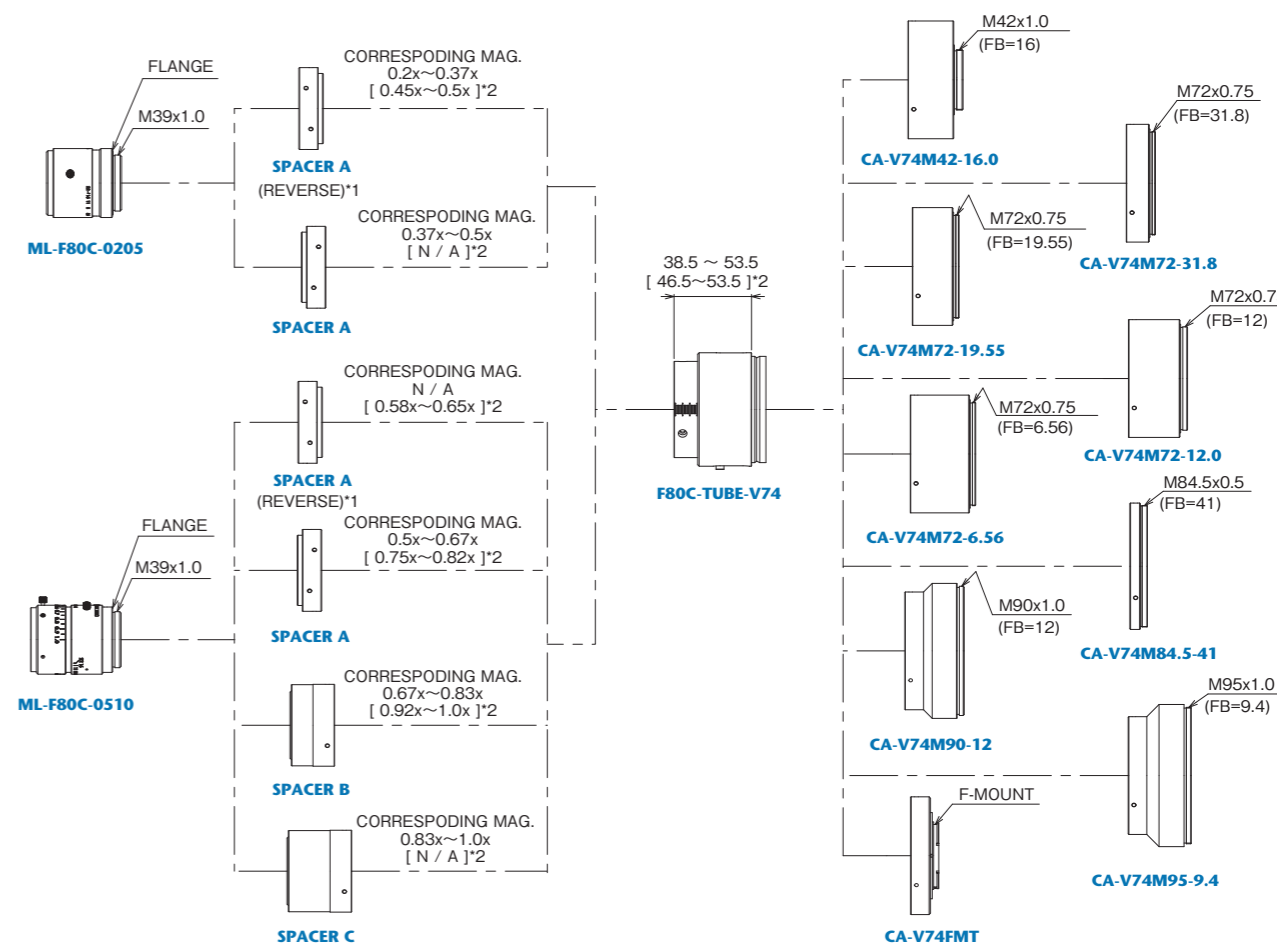 FLANGE
M39x1.0
ML-F80C-0205
CORRESPODING MAG.
0.2x～0.37x
[ 0.45x～0.5x ]*2
SPACER A
(REVERSE)*1
CORRESPODING MAG.
0.37x～0.5x
[ N / A ]*2
SPACER A
CORRESPODING MAG.
N / A
[ 0.58x～0.65x ]*2
SPACER A
(REVERSE)*1
FLANGE
M39x1.0
ML-F80C-0510
CORRESPODING MAG.
0.5x～0.67x
[ 0.75x～0.82x ]*2
SPACER A
CORRESPODING MAG.
0.67x～0.83x
[ 0.92x～1.0x ]*2
SPACER B
CORRESPODING MAG.
0.83x～1.0x
[ N / A ]*2
SPACER C
38.5 ～ 53.5
[ 46.5～53.5 ]*2
F80C-TUBE-V74
M42x1.0
(FB=16)
CA-V74M42-16.0
M72x0.75
(FB=31.8)
CA-V74M72-31.8
M72x0.75
(FB=19.55)
CA-V74M72-19.55
M72x0.7
(FB=12)
CA-V74M72-12.0
M72x0.75
(FB=6.56)
CA-V74M72-6.56
M84.5x0.5
(FB=41)
CA-V74M84.5-41
M90x1.0
(FB=12)
CA-V74M90-12
M95x1.0
(FB=9.4)
CA-V74M95-9.4
F-MOUNT
CA-V74FMT